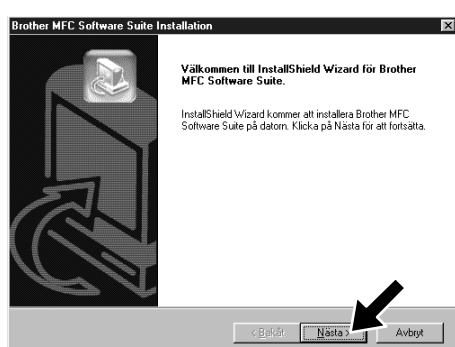 Brother MFC Software Suite Installation
Välkommen till InstallShield Wizard för Brother
MFC Software Suite.
InstallShield Wizard kommer att installera Brother MFC
Software Suite på datorn. Klicka på Nästa för att fortsätta.
< Bakåt
Nästa >
Avbryt